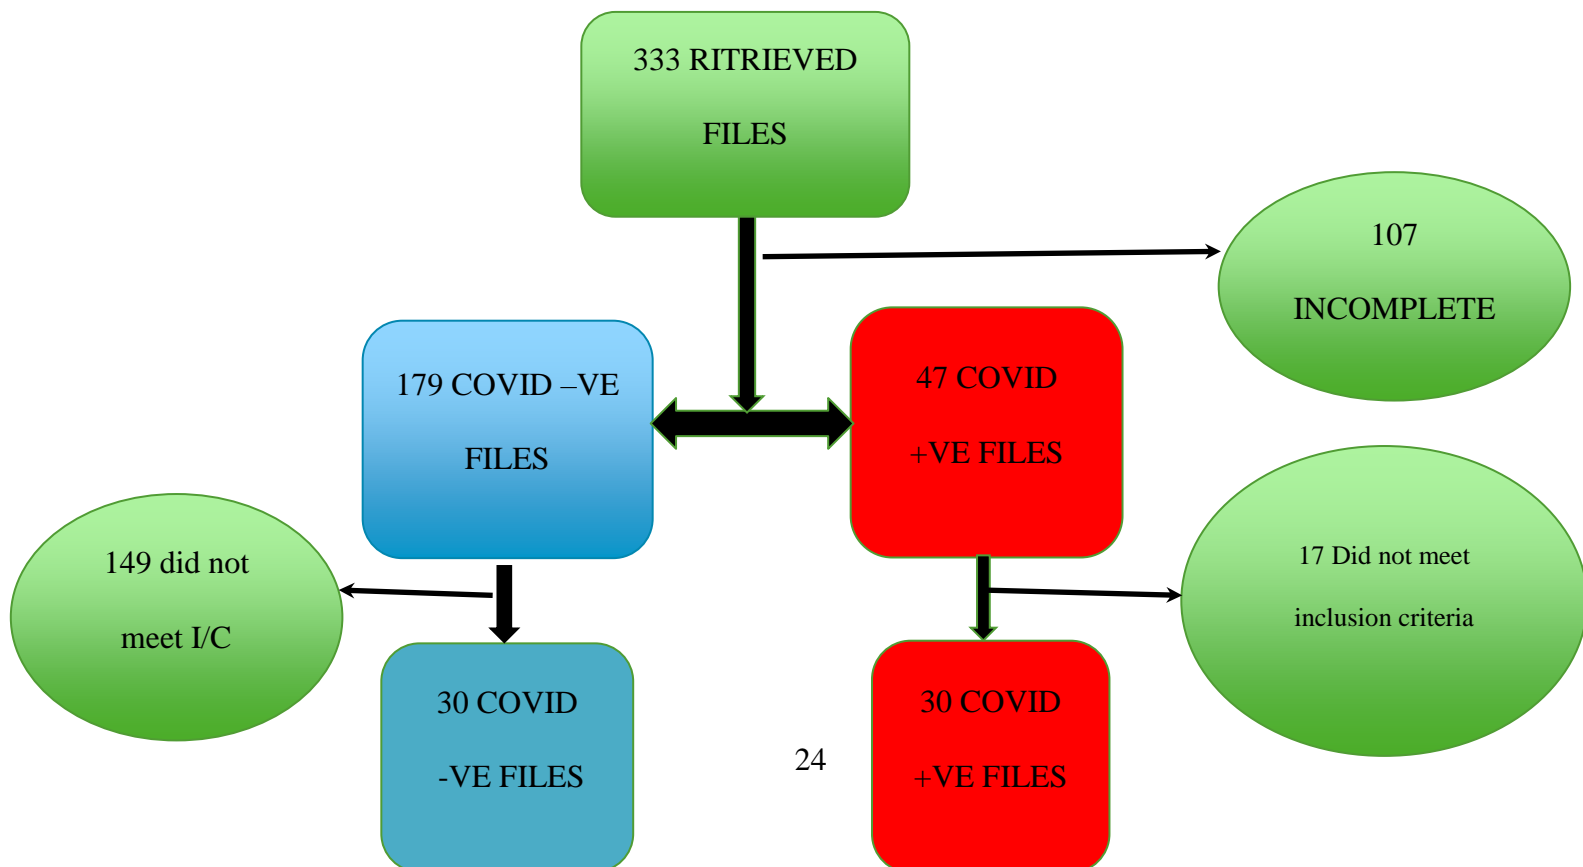 333 RITRIEVED
FILES
107
INCOMPLETE
179 COVID –VE
FILES
47 COVID
+VE FILES
149 did not
meet I/C
17 Did not meet
inclusion criteria
30 COVID
-VE FILES
30 COVID
+VE FILES
24